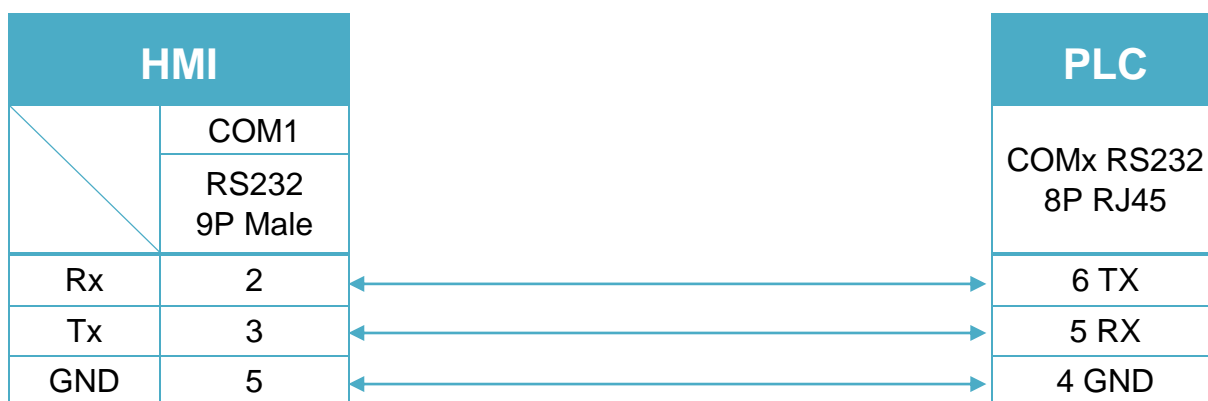 HMI
PLC
COM1
COMx RS232
8P RJ45
RS232
9P Male
Rx 2 6 TX
Tx 3 5 RX
GND 5 4 GND